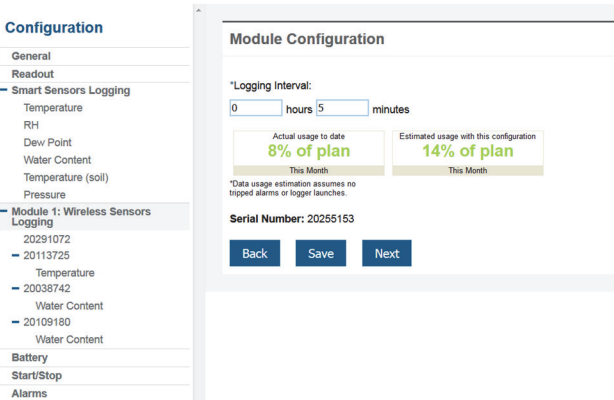 Configuration
General
Readout
Smart Sensors Logging
Temperature
RH
Dew Point
Water Content
Temperature (soil)
Pressure
Module 1: Wireless Sensors
Logging
20291072
20113725
Temperature
20038742
Water Content
20109180
Water Content
Battery
Start/Stop
Alarms
Module Configuration
*Logging Interval:
0 hours 5 minutes
Actual usage to date
8% of plan
This Month
Estimated usage with this configuration
14% of plan
This Month
*Data usage estimation assumes no
tripped alarms or logger launches.
Serial Number: 20255153
Back Save Next